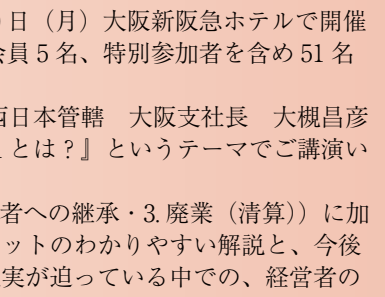 日（月）大阪新阪急ホテルで開催
会員 5 名、特別参加者を含め 51 名
西日本管轄　大阪支社長　大槻昌彦
とは？』というテーマでご講演い
者への継承・3. 廃業（清算））に加
ットのわかりやすい解説と、今後
実が迫っている中での、経営者の